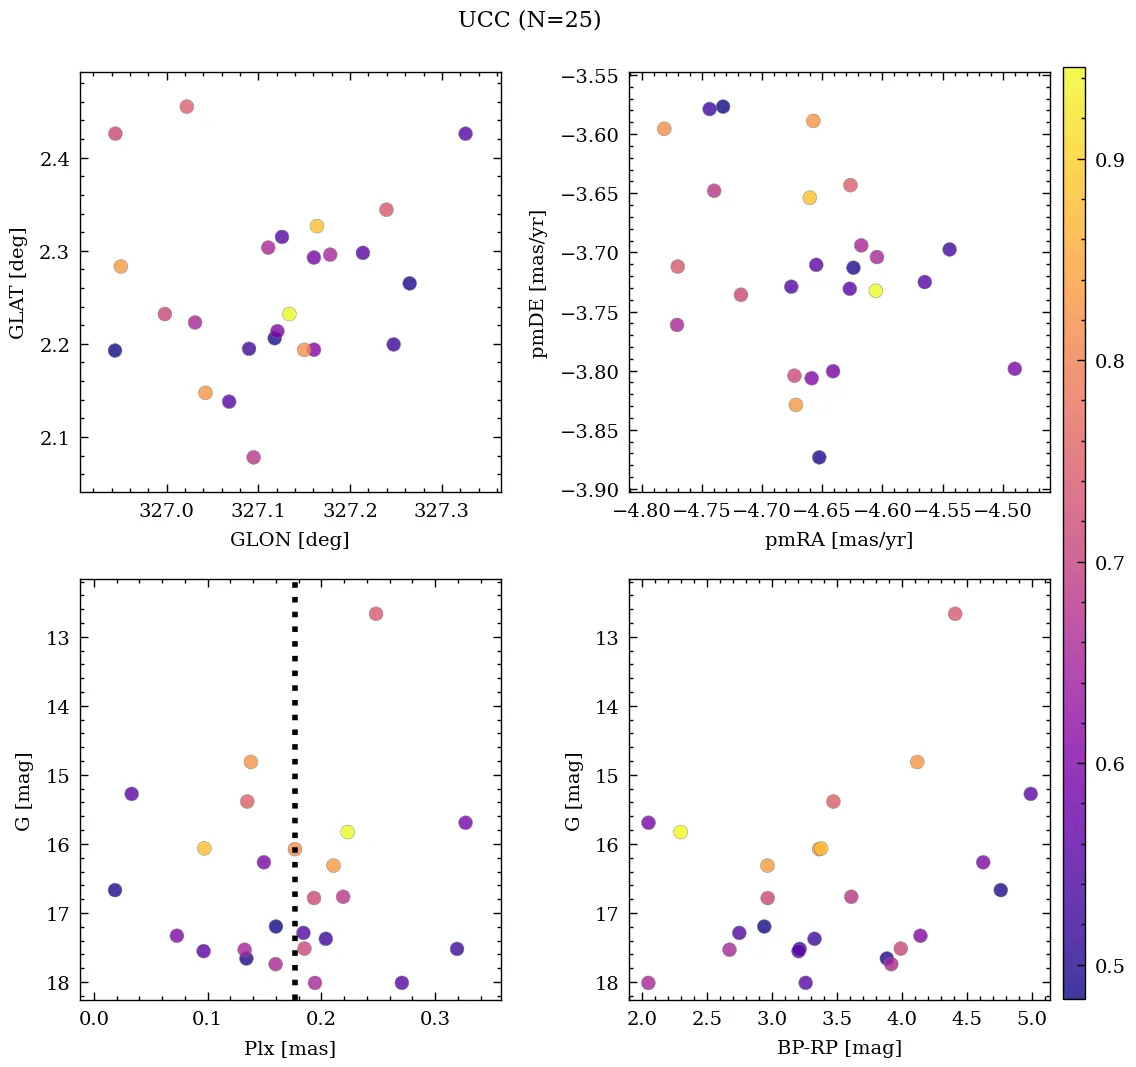 UCC (N=25)
2.4
2.3
2.2
2.1
GLAT [deg]
327.0 327.1 327.2 327.3
GLON [deg]
−3.55
−3.60
−3.65
−3.70
−3.75
−3.80
−3.85
−3.90
pmDE [mas/yr]
−4.80 −4.75 −4.70 −4.65 −4.60 −4.55 −4.50
pmRA [mas/yr]
13
14
15
16
17
18
G [mag]
0.0 0.1 0.2 0.3
Plx [mas]
13
14
15
16
17
18
G [mag]
2.0 2.5 3.0 3.5 4.0 4.5 5.0
BP-RP [mag]
0.9
0.8
0.7
0.6
0.5